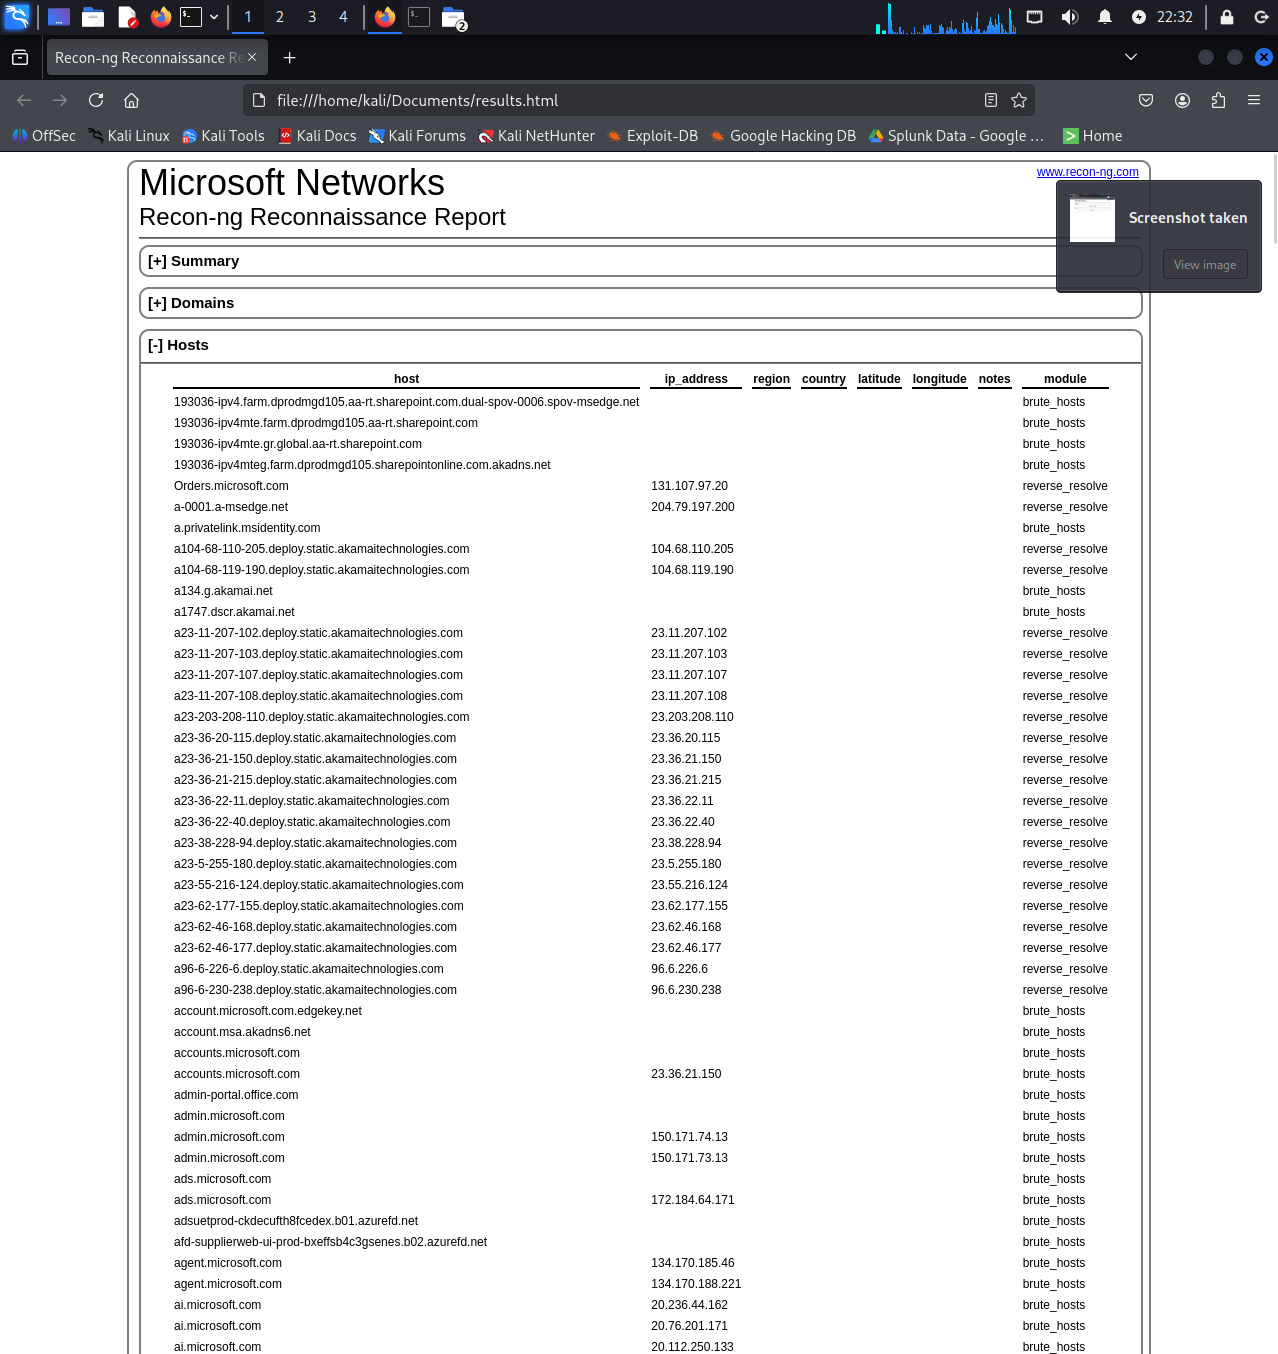 1 2 3 4 2 22:32
Recon-ng Reconnaissance Re
file:///home/kali/Documents/results.html
OffSec Kali Linux Kali Tools Kali Docs Kali Forums Kali NetHunter Exploit-DB Google Hacking DB Splunk Data - Google ... Home
Microsoft Networks www.recon-ng.com
Recon-ng Reconnaissance Report
Screenshot taken
View image
[+] Summary
[+] Domains
[-] Hosts
host ip_address region country latitude longitude notes module
193036-ipv4.farm.dprodmgd105.aa-rt.sharepoint.com.dual-spov-0006.spov-msedge.net brute_hosts
193036-ipv4mte.farm.dprodmgd105.aa-rt.sharepoint.com brute_hosts
193036-ipv4mte.gr.global.aa-rt.sharepoint.com brute_hosts
193036-ipv4mteg.farm.dprodmgd105.sharepointonline.com.akadns.net brute_hosts
Orders.microsoft.com 131.107.97.20 reverse_resolve
a-0001.a-msedge.net 204.79.197.200 reverse_resolve
a.privatelink.msidentity.com brute_hosts
a104-68-110-205.deploy.static.akamaitechnologies.com 104.68.110.205 reverse_resolve
a104-68-119-190.deploy.static.akamaitechnologies.com 104.68.119.190 reverse_resolve
a134.g.akamai.net brute_hosts
a1747.dscr.akamai.net brute_hosts
a23-11-207-102.deploy.static.akamaitechnologies.com 23.11.207.102 reverse_resolve
a23-11-207-103.deploy.static.akamaitechnologies.com 23.11.207.103 reverse_resolve
a23-11-207-107.deploy.static.akamaitechnologies.com 23.11.207.107 reverse_resolve
a23-11-207-108.deploy.static.akamaitechnologies.com 23.11.207.108 reverse_resolve
a23-203-208-110.deploy.static.akamaitechnologies.com 23.203.208.110 reverse_resolve
a23-36-20-115.deploy.static.akamaitechnologies.com 23.36.20.115 reverse_resolve
a23-36-21-150.deploy.static.akamaitechnologies.com 23.36.21.150 reverse_resolve
a23-36-21-215.deploy.static.akamaitechnologies.com 23.36.21.215 reverse_resolve
a23-36-22-11.deploy.static.akamaitechnologies.com 23.36.22.11 reverse_resolve
a23-36-22-40.deploy.static.akamaitechnologies.com 23.36.22.40 reverse_resolve
a23-38-228-94.deploy.static.akamaitechnologies.com 23.38.228.94 reverse_resolve
a23-5-255-180.deploy.static.akamaitechnologies.com 23.5.255.180 reverse_resolve
a23-55-216-124.deploy.static.akamaitechnologies.com 23.55.216.124 reverse_resolve
a23-62-177-155.deploy.static.akamaitechnologies.com 23.62.177.155 reverse_resolve
a23-62-46-168.deploy.static.akamaitechnologies.com 23.62.46.168 reverse_resolve
a23-62-46-177.deploy.static.akamaitechnologies.com 23.62.46.177 reverse_resolve
a96-6-226-6.deploy.static.akamaitechnologies.com 96.6.226.6 reverse_resolve
a96-6-230-238.deploy.static.akamaitechnologies.com 96.6.230.238 reverse_resolve
account.microsoft.com.edgekey.net brute_hosts
account.msa.akadns6.net brute_hosts
accounts.microsoft.com brute_hosts
accounts.microsoft.com 23.36.21.150 brute_hosts
admin-portal.office.com brute_hosts
admin.microsoft.com brute_hosts
admin.microsoft.com 150.171.74.13 brute_hosts
admin.microsoft.com 150.171.73.13 brute_hosts
ads.microsoft.com brute_hosts
ads.microsoft.com 172.184.64.171 brute_hosts
adsuetprod-ckdecufth8fcedex.b01.azurefd.net brute_hosts
afd-supplierweb-ui-prod-bxeffsb4c3gsenes.b02.azurefd.net brute_hosts
agent.microsoft.com 134.170.185.46 brute_hosts
agent.microsoft.com 134.170.188.221 brute_hosts
ai.microsoft.com 20.236.44.162 brute_hosts
ai.microsoft.com 20.76.201.171 brute_hosts
ai.microsoft.com 20.112.250.133 brute_hosts